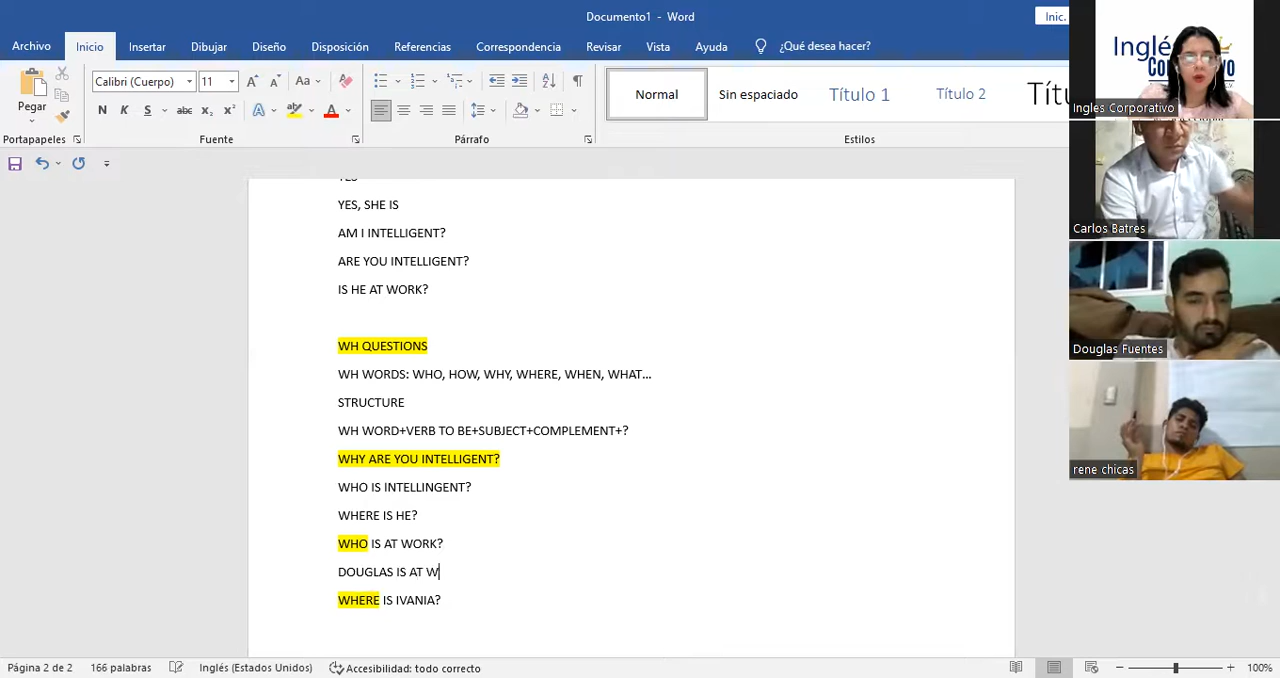 Documento1 - Word
Inic.
Archivo
Inicio
Insertar
Dibujar
Diseño
Disposición
Referencias
Correspondencia
Revisar
Vista
Ayuda
¿Qué desea hacer?
Pegar
Calibri (Cuerpo)
11
Normal
Sin espaciado
Título 1
Título 2
Portapapeles
Fuente
Párrafo
Estilos
YES
YES, SHE IS
AM I INTELLIGENT?
ARE YOU INTELLIGENT?
IS HE AT WORK?
WH QUESTIONS
WH WORDS: WHO, HOW, WHY, WHERE, WHEN, WHAT...
STRUCTURE
WH WORD+VERB TO BE+SUBJECT+COMPLEMENT+?
WHY ARE YOU INTELLIGENT?
WHO IS INTELLINGENT?
WHERE IS HE?
WHO IS AT WORK?
DOUGLAS IS AT W
WHERE IS IVANIA?
Ingles Corporativo
Carlos Batres
Douglas Fuentes
rene chicas
Página 2 de 2
166 palabras
Inglés (Estados Unidos)
Accesibilidad: todo correcto
100%